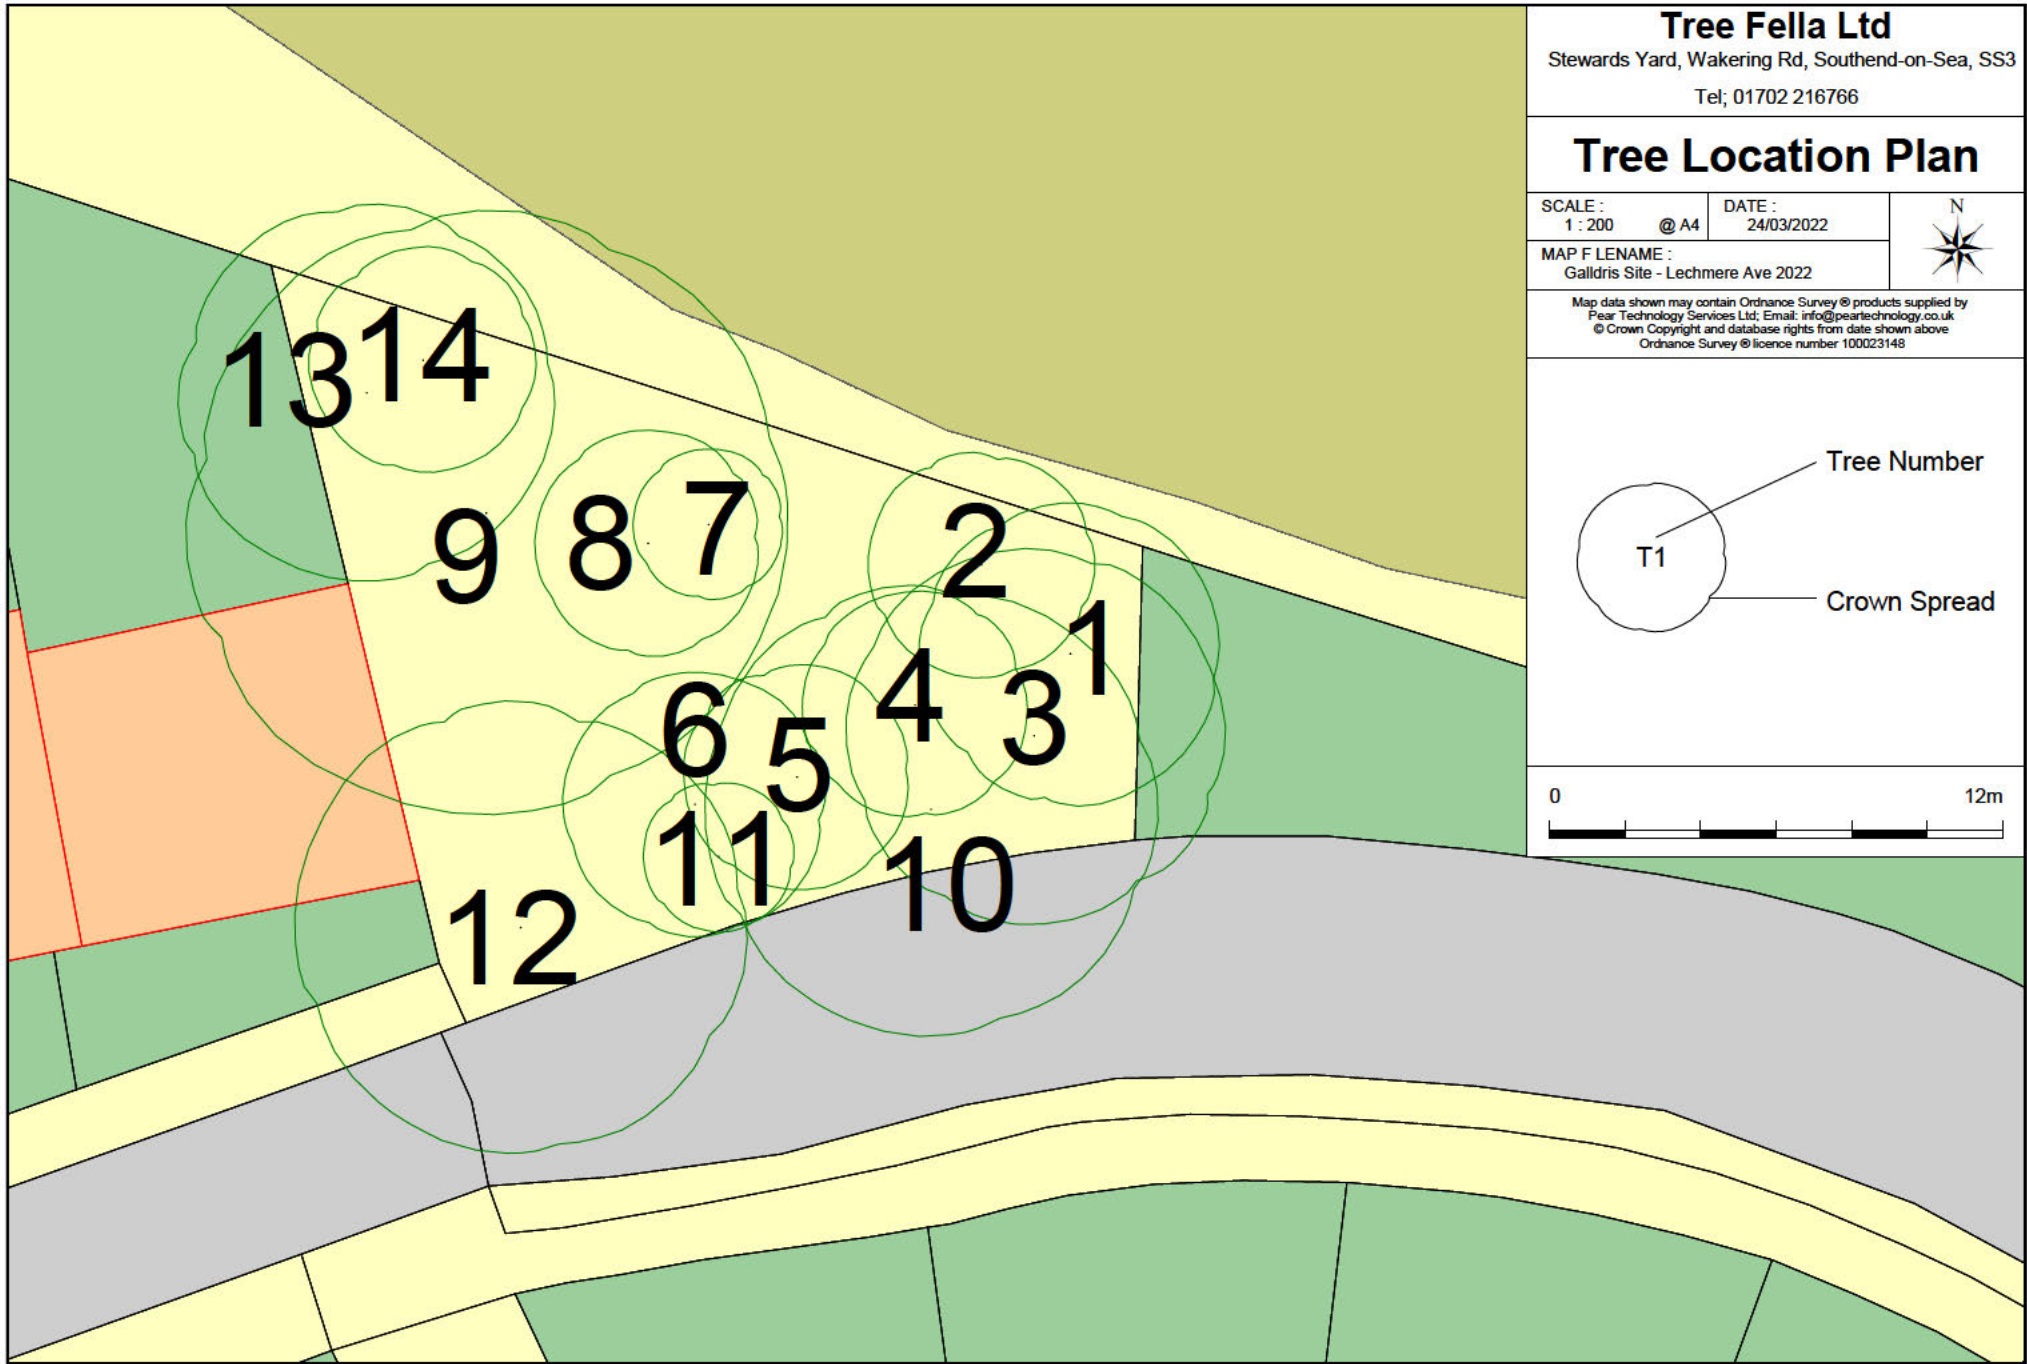 Tree Fella Ltd
Stewards Yard, Wakering Rd, Southend-on-Sea, SS3
Tel; 01702 216766
Tree Location Plan
SCALE :
1 : 200 @ A4
DATE :
24/03/2022
N
MAP F LENAME :
Galldris Site - Lechmere Ave 2022
Map data shown may contain Ordnance Survey ® products supplied by
Pear Technology Services Ltd; Email: info@peartechnology.co.uk
© Crown Copyright and database rights from date shown above
Ordnance Survey ® licence number 100023148
Tree Number
T1
Crown Spread
0 12m
13
14
9
8
7
2
1
6
5
4
3
11
10
12